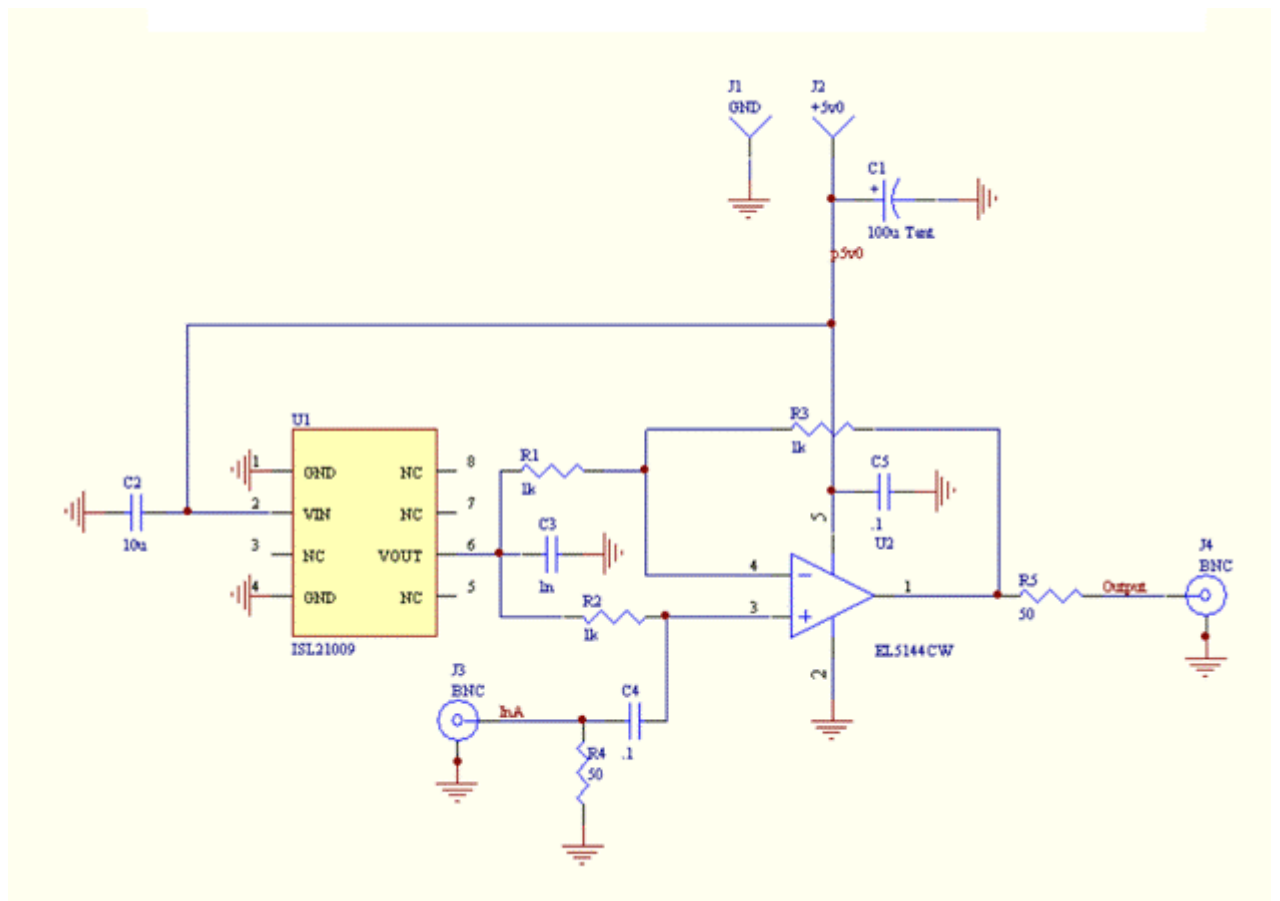 J1
GND
J2
+5v0
C1
+
100u Tant
p5v0
U1
1
GND
NC
8
2
VIN
NC
7
3
NC
VOUT
6
4
GND
NC
5
ISL21009
C2
10u
R1
1k
C3
1n
R2
1k
R3
1k
C5
.1
U2
5
4
3
1
2
EL5144CW
R5
50
Output
J4
BNC
J3
BNC
InA
C4
.1
R4
50